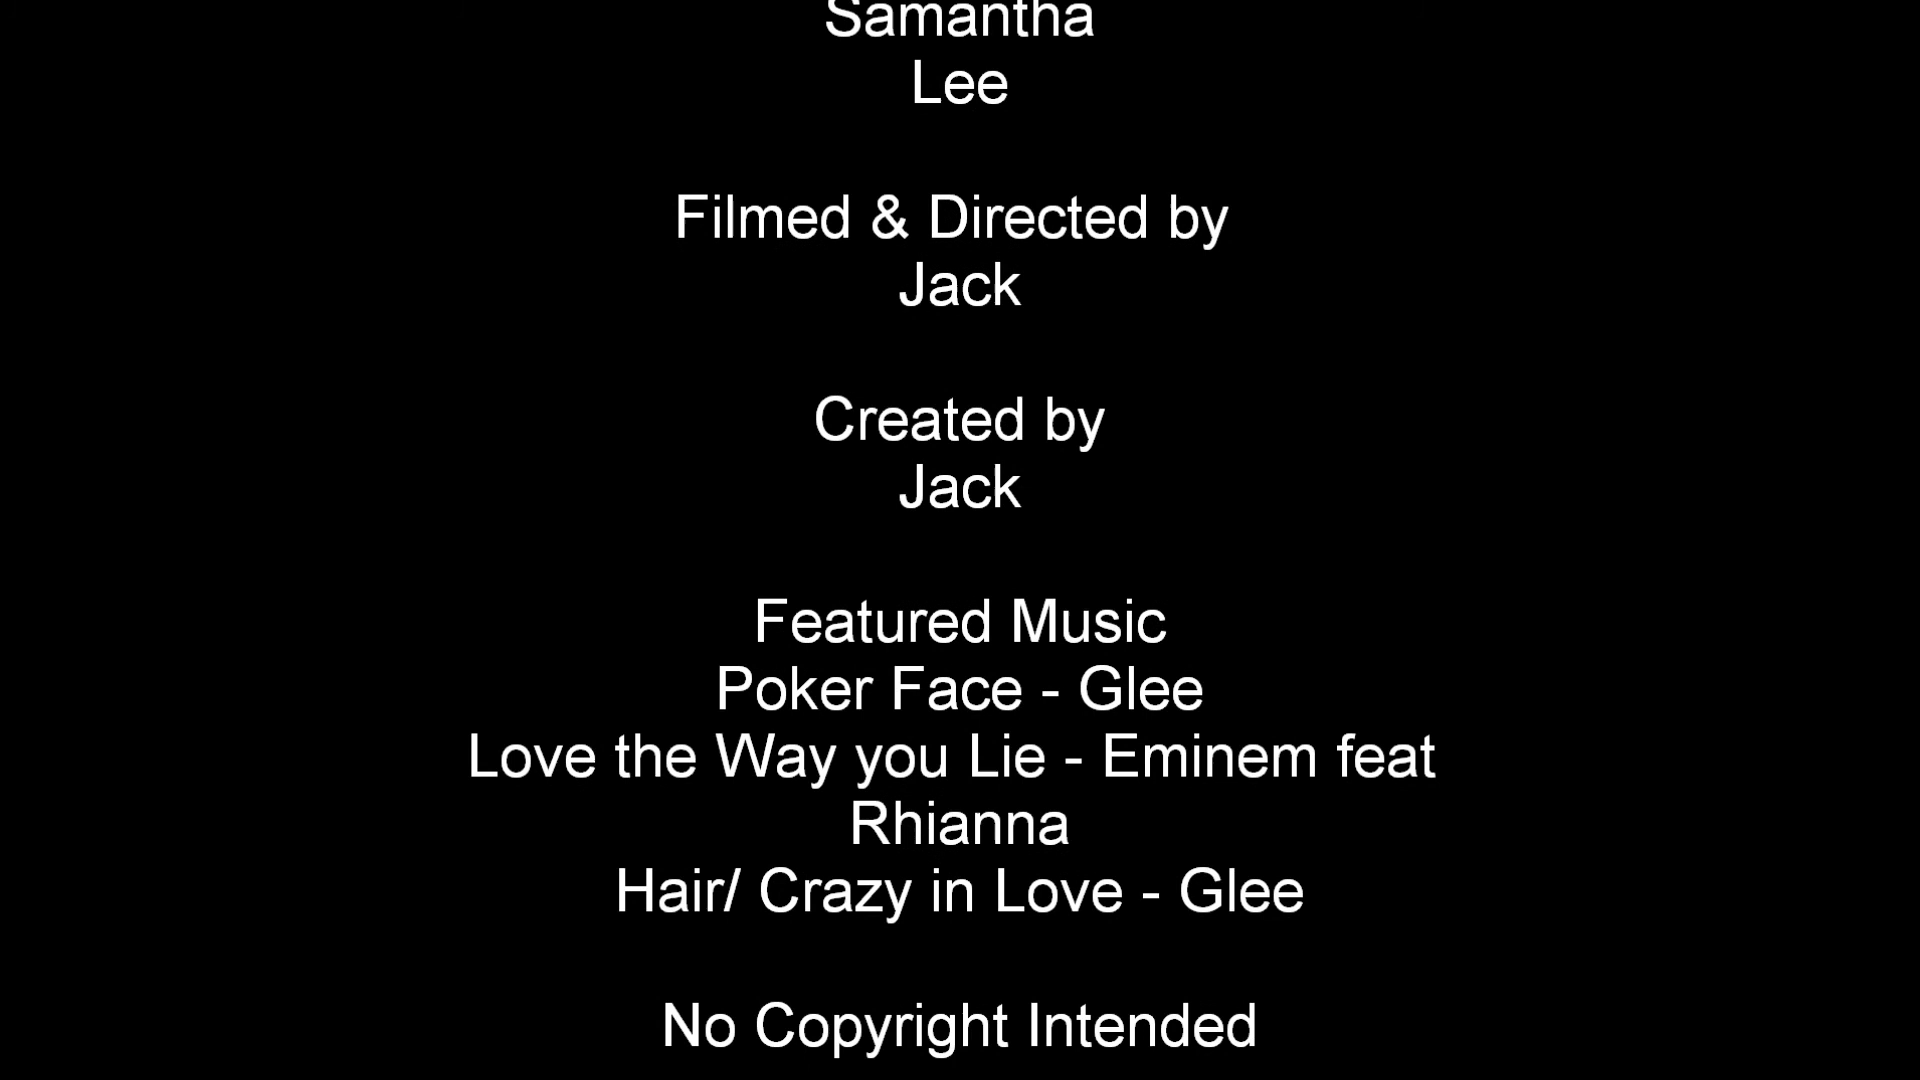 Samantha
Lee
Filmed & Directed by
Jack
Created by
Jack
Featured Music
Poker Face - Glee
Love the Way you Lie - Eminem feat
Rhianna
Hair/ Crazy in Love - Glee
No Copyright Intended